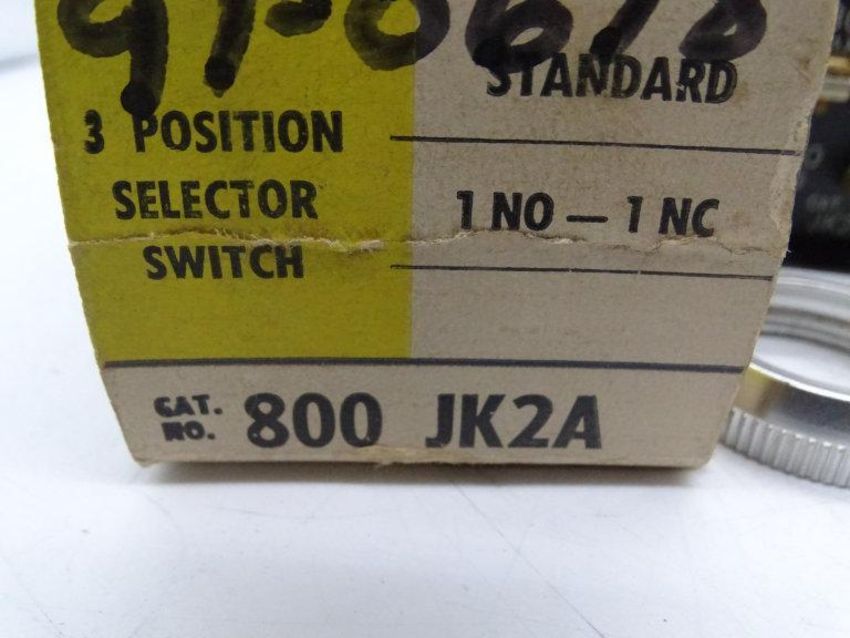 STANDARD
3 POSITION
SELECTOR
SWITCH
1 NO — 1 NC
CAT.
NO. 800 JK2A